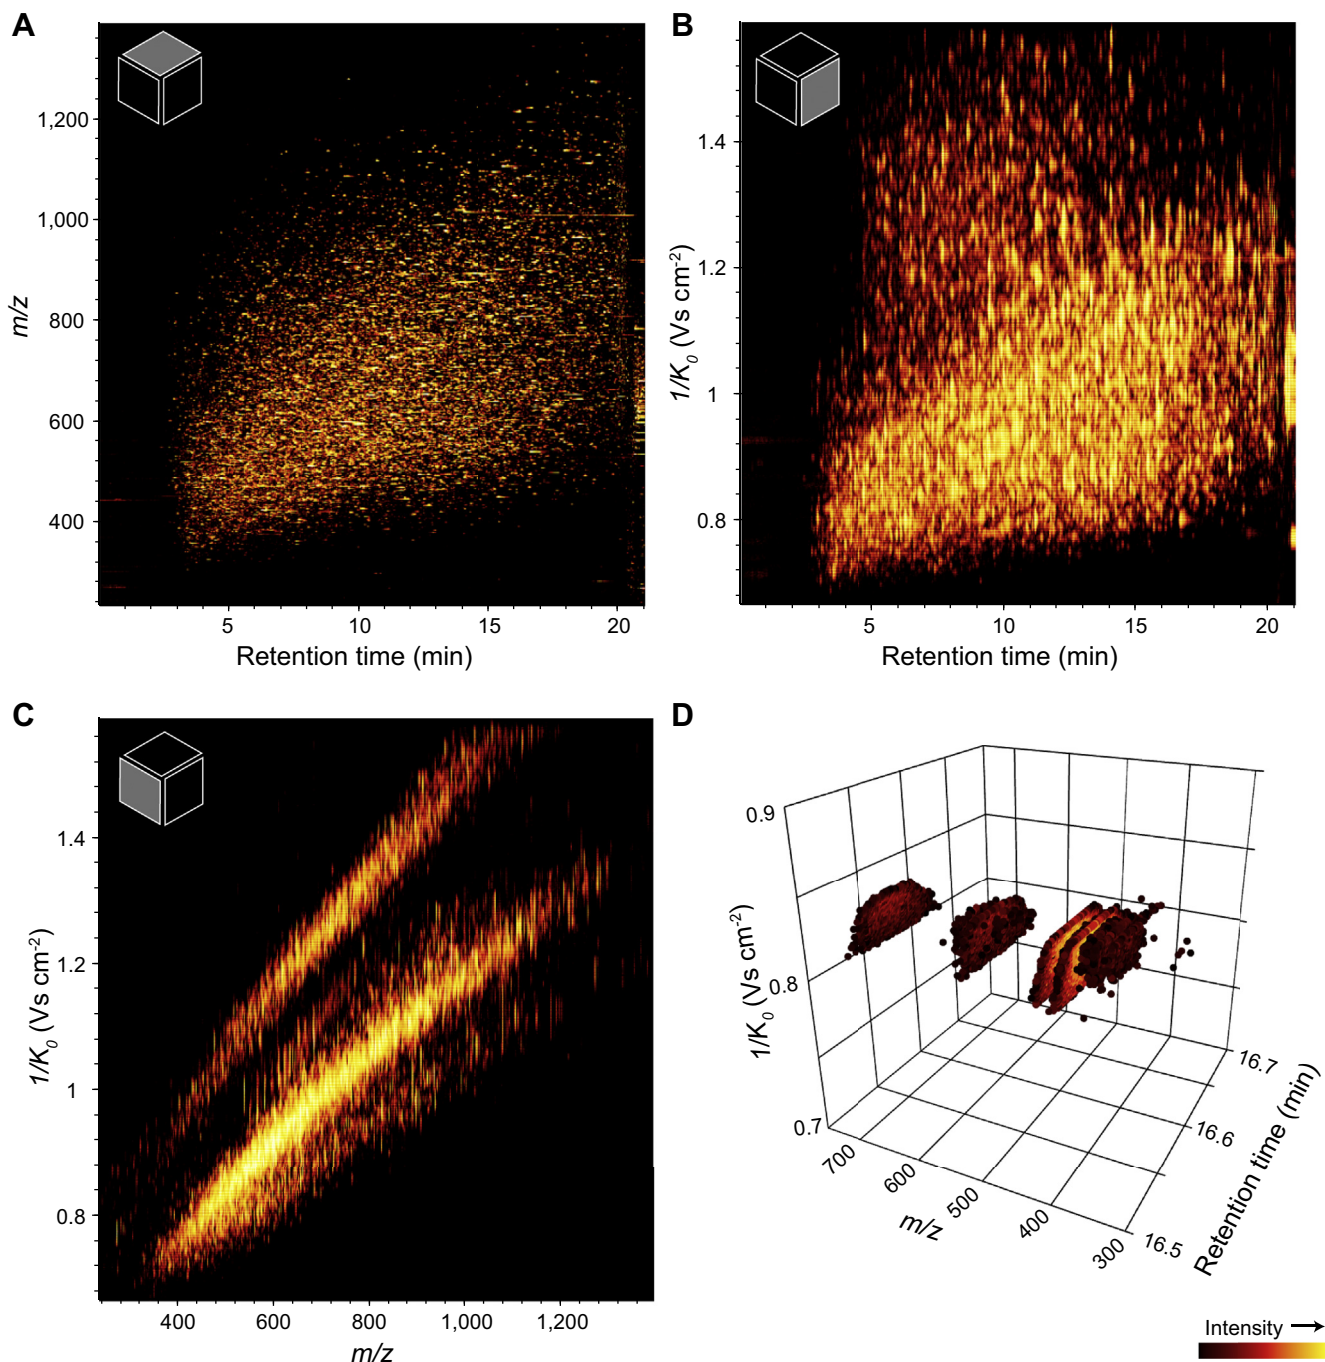 A
1,200
1,000
800
600
400
m/z
5
10
15
20
Retention time (min)
B
1.4
1.2
1
0.8
1/K0 (Vs cm-2)
5
10
15
20
Retention time (min)
C
1.4
1.2
1
0.8
1/K0 (Vs cm-2)
400
600
800
1,000
1,200
m/z
D
0.9
0.8
0.7
1/K0 (Vs cm-2)
700
600
500
400
300
m/z
16.5
16.6
16.7
Retention time (min)
Intensity